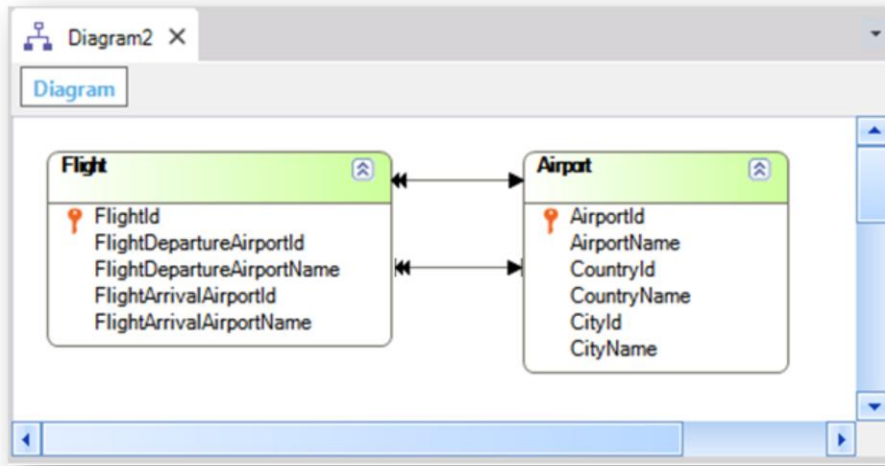 Diagram2
Diagram
Flight
FlightId
FlightDepartureAirportId
FlightDepartureAirportName
FlightArrivalAirportId
FlightArrivalAirportName
Airport
AirportId
AirportName
CountryId
CountryName
CityId
CityName